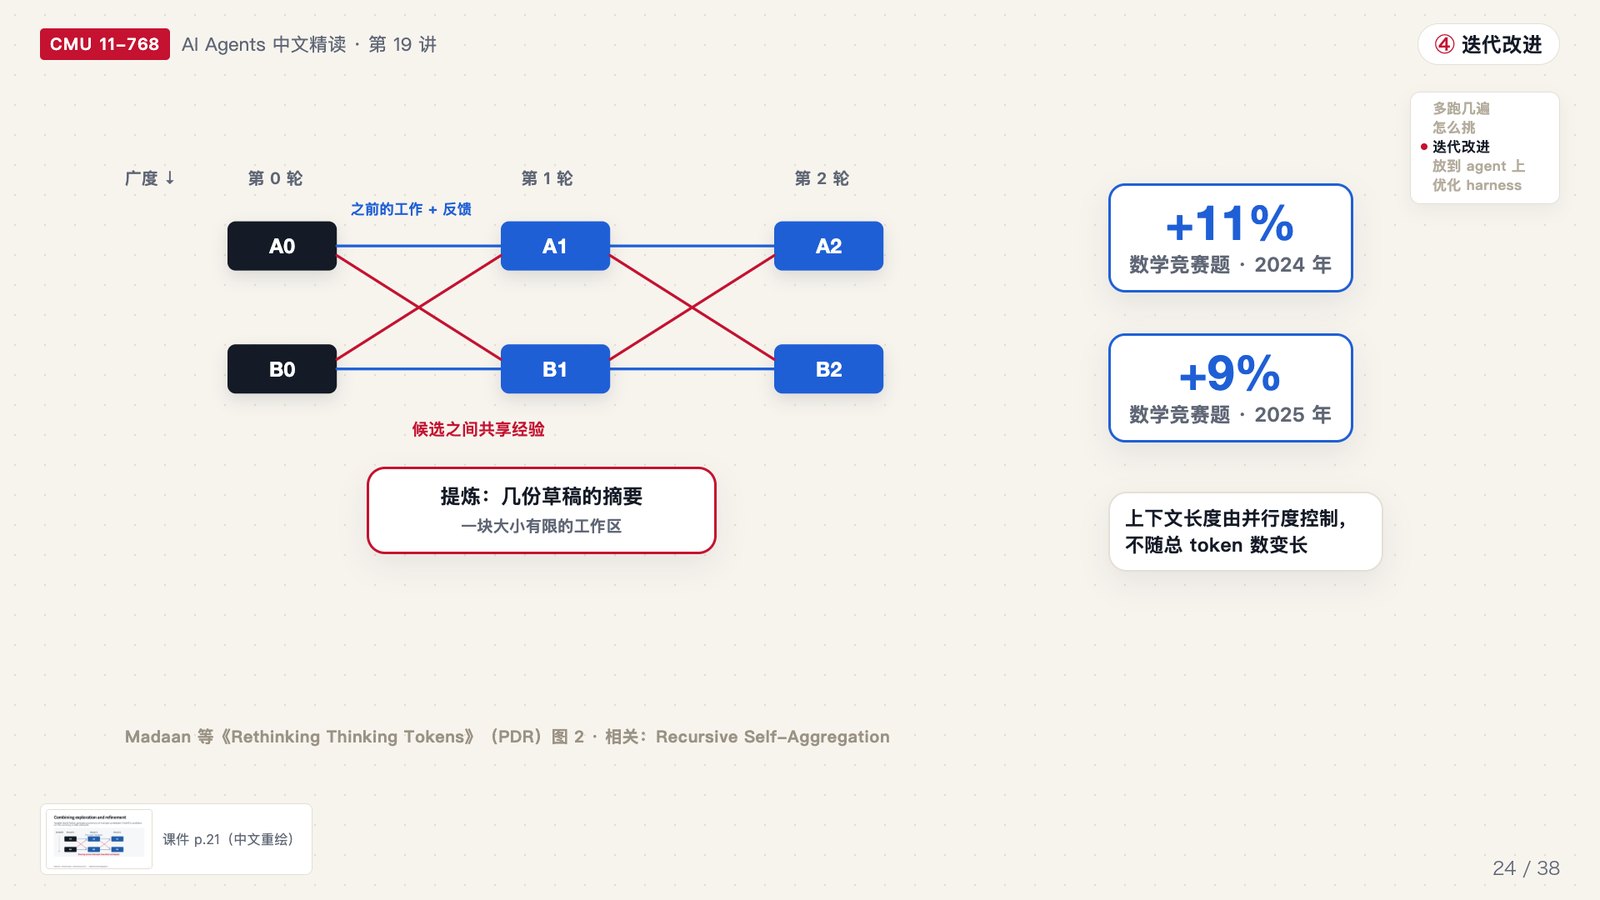 CMU 11-768
AI Agents 中文精读 · 第 19 讲
④ 迭代改进
多跑几遍
怎么挑
迭代改进
放到 agent 上
优化 harness
广度 ↓
第 0 轮
第 1 轮
第 2 轮
之前的工作 + 反馈
A0
A1
A2
B0
B1
B2
候选之间共享经验
提炼：几份草稿的摘要
一块大小有限的工作区
+11%
数学竞赛题 · 2024 年
+9%
数学竞赛题 · 2025 年
上下文长度由并行度控制，
不随总 token 数变长
Madaan 等《Rethinking Thinking Tokens》（PDR）图 2 · 相关：Recursive Self-Aggregation
Combining exploration and refinement
课件 p.21（中文重绘）
24 / 38